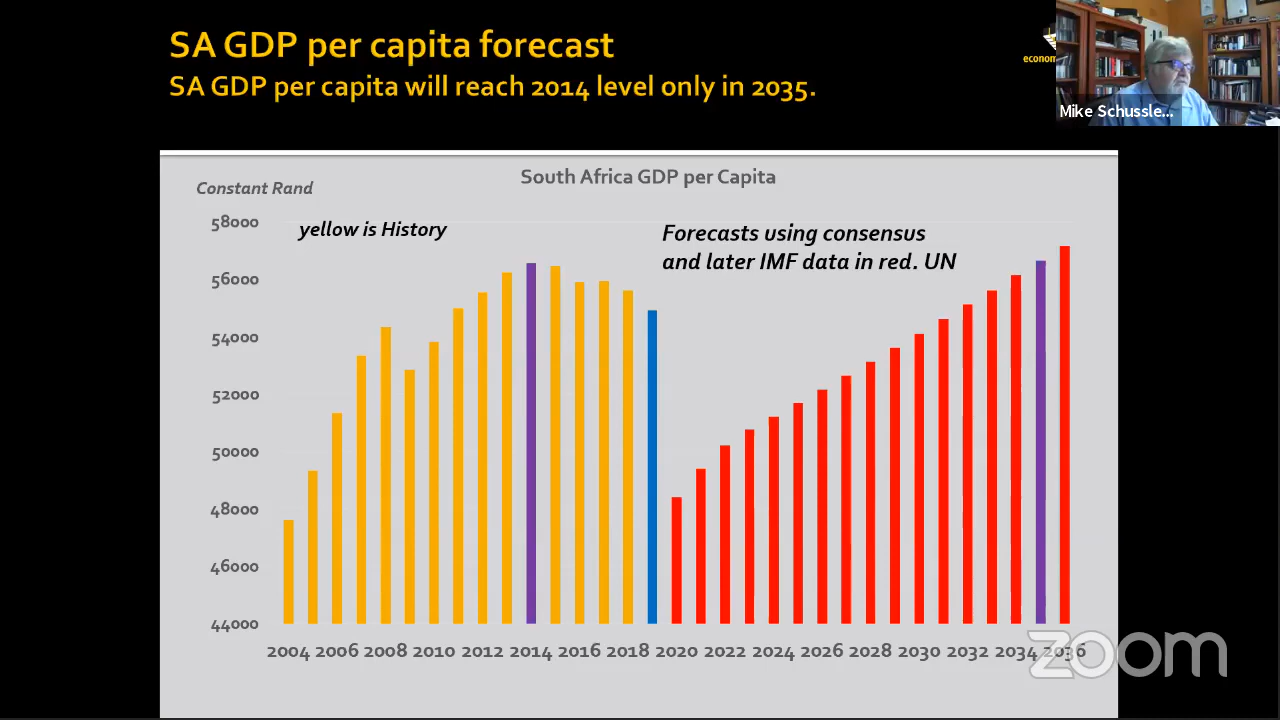 SA GDP per capita forecast
SA GDP per capita will reach 2014 level only in 2035.
econom
Mike Schussle...
South Africa GDP per Capita
Constant Rand
yellow is History
Forecasts using consensus
and later IMF data in red. UN
58000
56000
54000
52000
50000
48000
46000
44000
2004 2006 2008 2010 2012 2014 2016 2018 2020 2022 2024 2026 2028 2030 2032 2034 2036
zoom